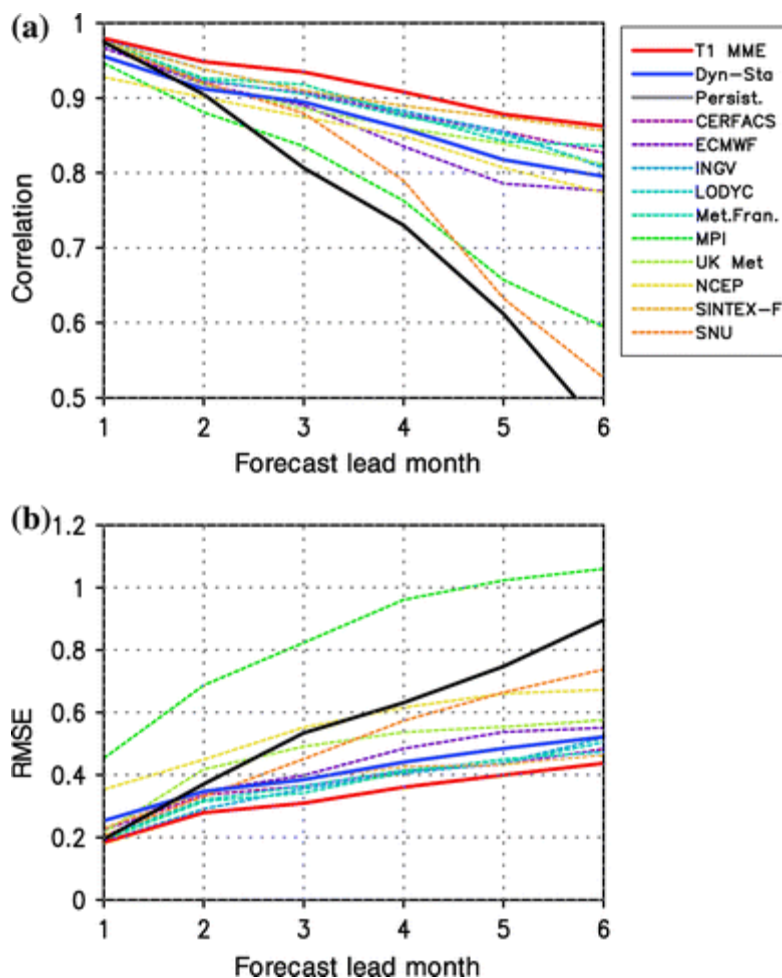 (a)
1
0.9
0.8
0.7
0.6
0.5
Correlation
1 2 3 4 5 6
Forecast lead month
T1 MME
Dyn-Sta
Persist.
CERFACS
ECMWF
INGV
LODYC
Met.Fran.
MPI
UK Met
NCEP
SINTEX-F
SNU
(b)
1.2
1
0.8
0.6
0.4
0.2
0
RMSE
1 2 3 4 5 6
Forecast lead month